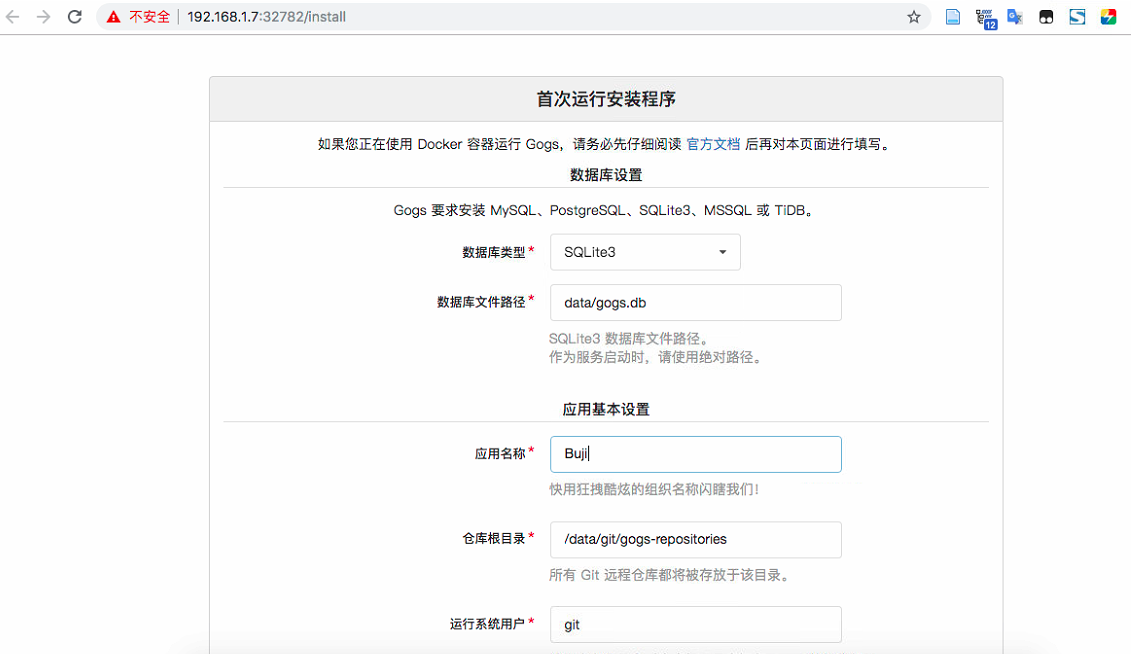 不安全 192.168.1.7:32782/install
12
首次运行安装程序
如果您正在使用 Docker 容器运行 Gogs，请务必先仔细阅读 官方文档 后再对本页面进行填写。
数据库设置
Gogs 要求安装 MySQL、PostgreSQL、SQLite3、MSSQL 或 TiDB。
数据库类型* SQLite3
数据库文件路径* data/gogs.db
SQLite3 数据库文件路径。
作为服务启动时，请使用绝对路径。
应用基本设置
应用名称* Buji
快用狂拽酷炫的组织名称闪瞎我们！
仓库根目录* /data/git/gogs-repositories
所有 Git 远程仓库都将被存放于该目录。
运行系统用户* git